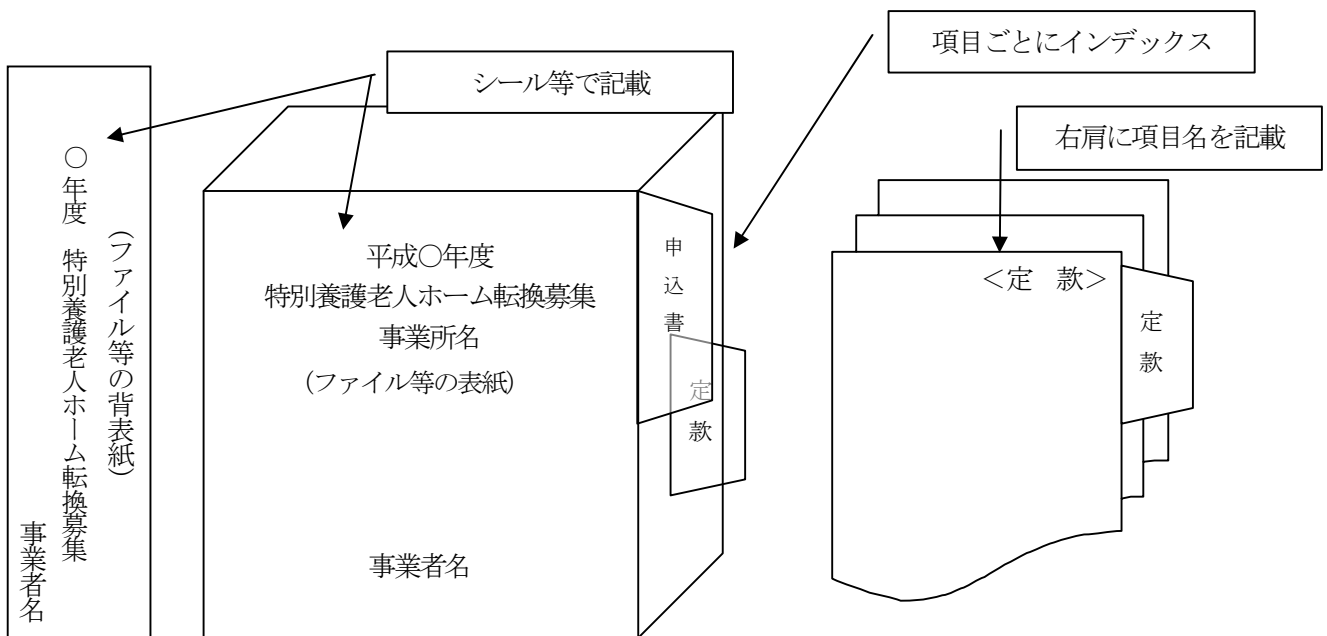 項目ごとにインデックス
シール等で記載
右肩に項目名を記載
(ファイル等の背表紙)
○年度 特別養護老人ホーム転換募集
事業者名
平成○年度
特別養護老人ホーム転換募集
事業所名
(ファイル等の表紙)
事業者名
申込書
定款
<定 款>
定款